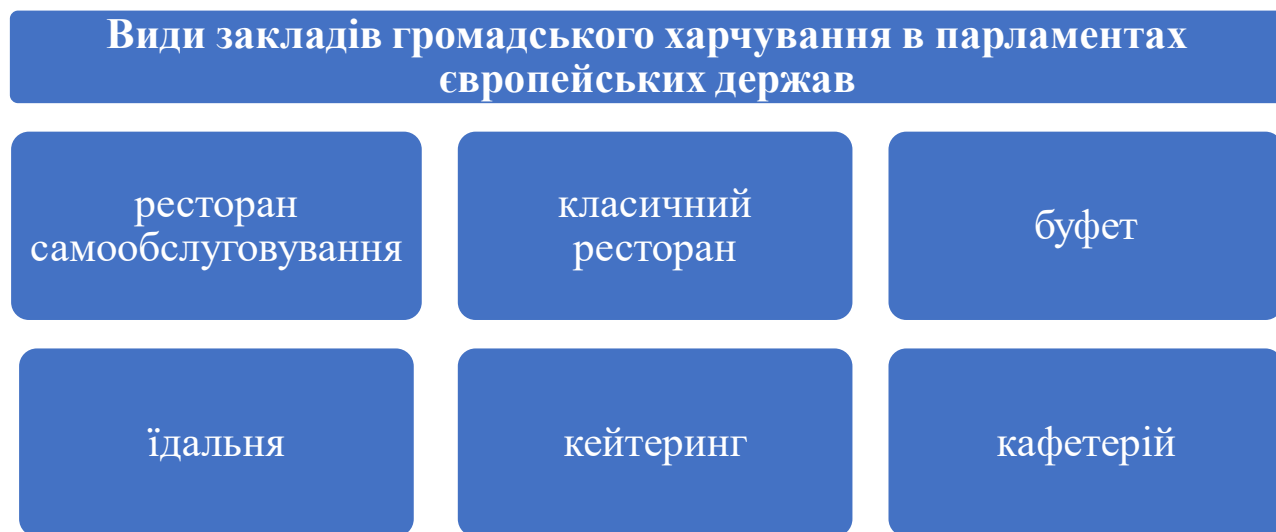 Види закладів громадського харчування в парламентах
європейських держав
ресторан
самообслуговування
класичний
ресторан
буфет
їдальня
кейтеринг
кафетерій